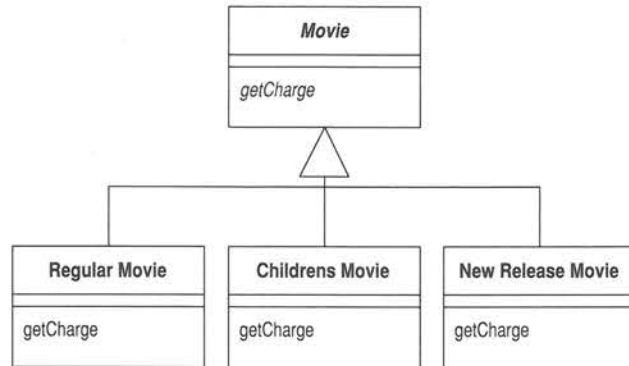 Movie
getCharge
Regular Movie
Childrens Movie
New Release Movie
getCharge
getCharge
getCharge